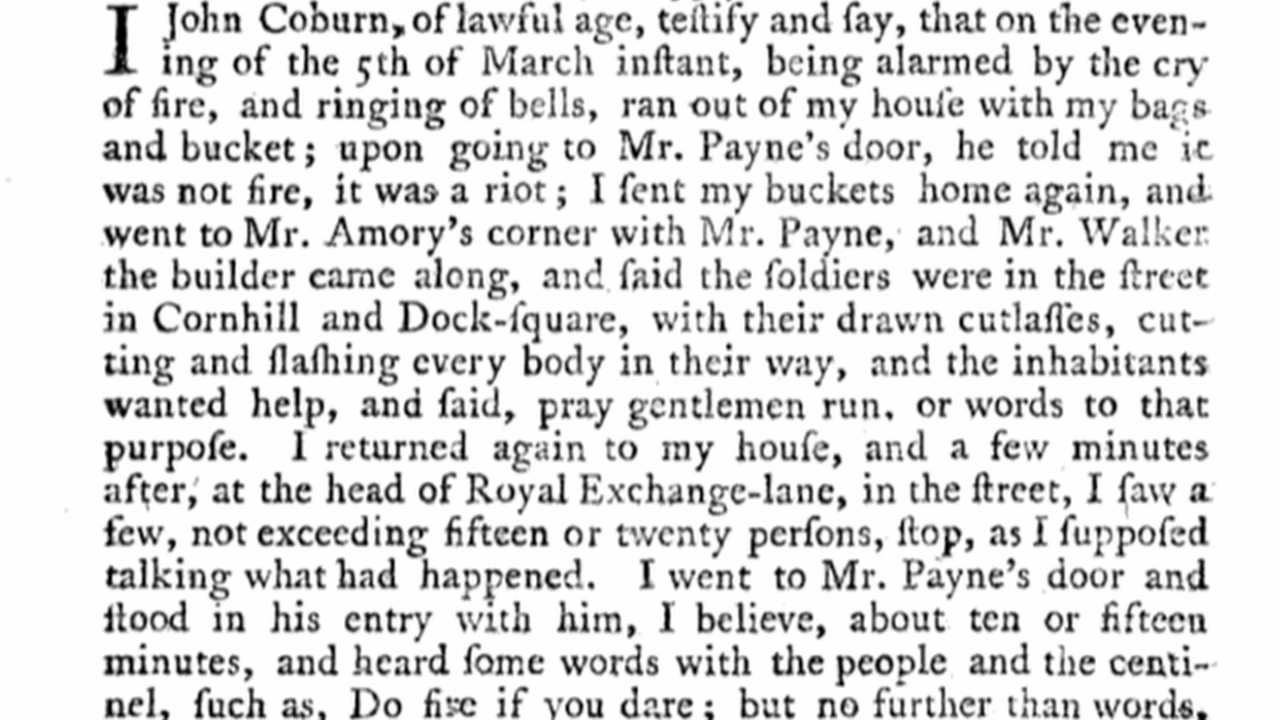 I John Coburn, of lawful age, teſtify and ſay, that on the even-
ing of the 5th of March inſtant, being alarmed by the cry
of fire, and ringing of bells, ran out of my houſe with my bags
and bucket; upon going to Mr. Payne's door, he told me it
was not fire, it was a riot; I ſent my buckets home again, and
went to Mr. Amory's corner with Mr. Payne, and Mr. Walker
the builder came along, and ſaid the ſoldiers were in the ſtreet
in Cornhill and Dock-ſquare, with their drawn cutlaſſes, cut-
ting and ſlaſhing every body in their way, and the inhabitants
wanted help, and ſaid, pray gentlemen run, or words to that
purpoſe. I returned again to my houſe, and a few minutes
after, at the head of Royal Exchange-lane, in the ſtreet, I ſaw a
few, not exceeding fifteen or twenty perſons, ſtop, as I ſuppoſed
talking what had happened. I went to Mr. Payne's door and
ſtood in his entry with him, I believe, about ten or fifteen
minutes, and heard ſome words with the people and the centi-
nel, ſuch as, Do fire if you dare; but no further than words.